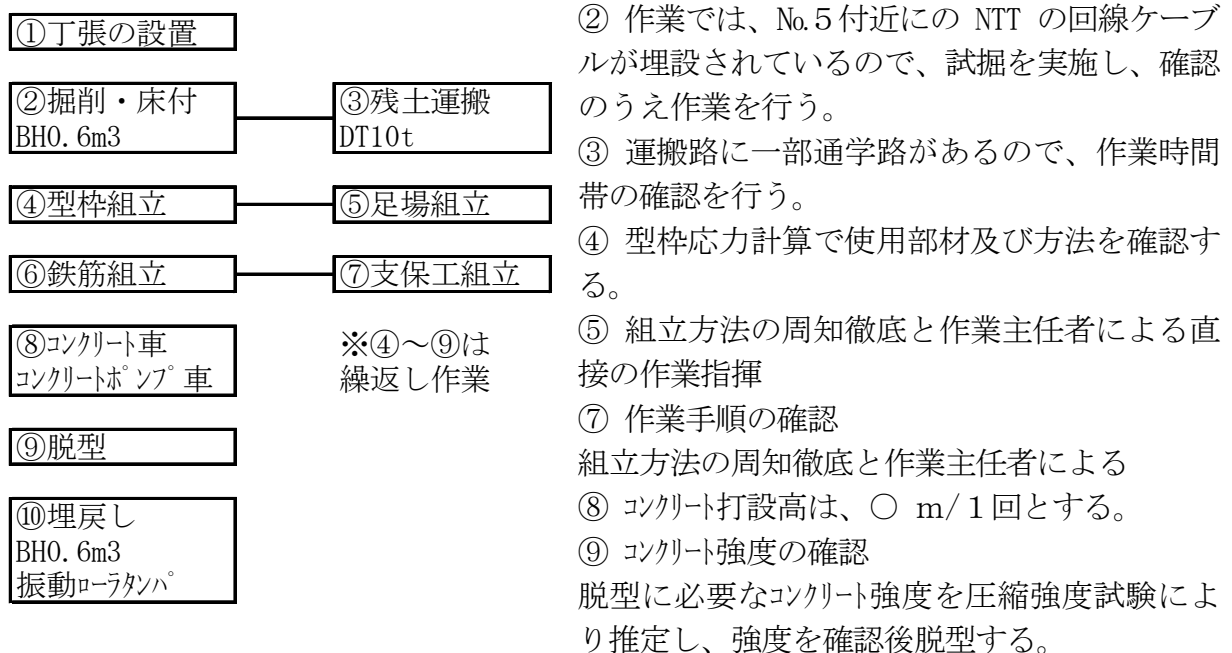 ①丁張の設置
②掘削・床付
BH0.6m3
③残土運搬
DT10t
④型枠組立
⑤足場組立
⑥鉄筋組立
⑦支保工組立
⑧ｺﾝｸﾘｰﾄ車
ｺﾝｸﾘｰﾄﾎﾟﾝﾌﾟ車
※④～⑨は
繰返し作業
⑨脱型
⑩埋戻し
BH0.6m3
振動ﾛｰﾗﾀﾝﾊﾟ
② 作業では、№５付近にの NTT の回線ケーブ
ルが埋設されているので、試掘を実施し、確認
のうえ作業を行う。
③ 運搬路に一部通学路があるので、作業時間
帯の確認を行う。
④ 型枠応力計算で使用部材及び方法を確認す
る。
⑤ 組立方法の周知徹底と作業主任者による直
接の作業指揮
⑦ 作業手順の確認
組立方法の周知徹底と作業主任者による
⑧ ｺﾝｸﾘｰﾄ打設高は、○ ｍ/１回とする。
⑨ ｺﾝｸﾘｰﾄ強度の確認
脱型に必要なｺﾝｸﾘｰﾄ強度を圧縮強度試験によ
り推定し、強度を確認後脱型する。